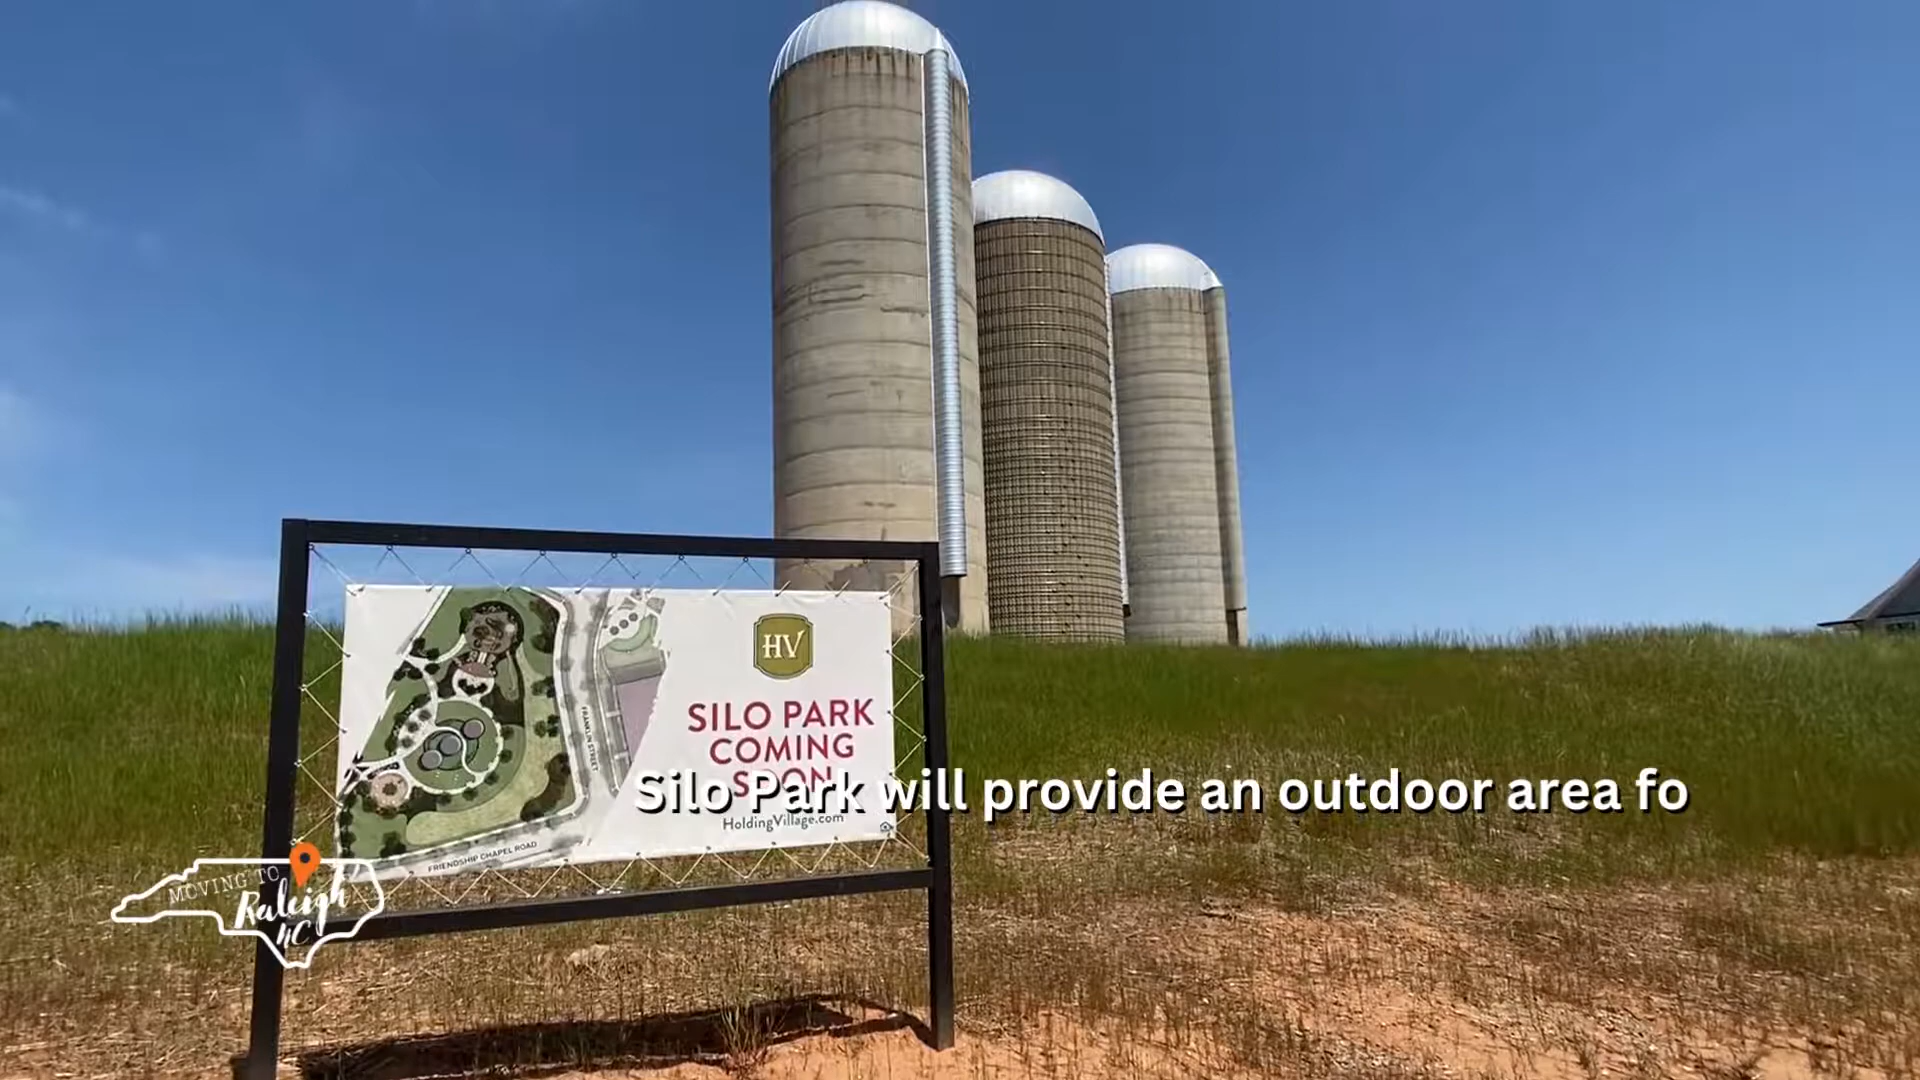 HV
SILO PARK
COMING
SOON
HoldingVillage.com
FRANKLIN STREET
FRIENDSHIP CHAPEL ROAD
Silo Park will provide an outdoor area fo
MOVING TO
Raleigh
NC